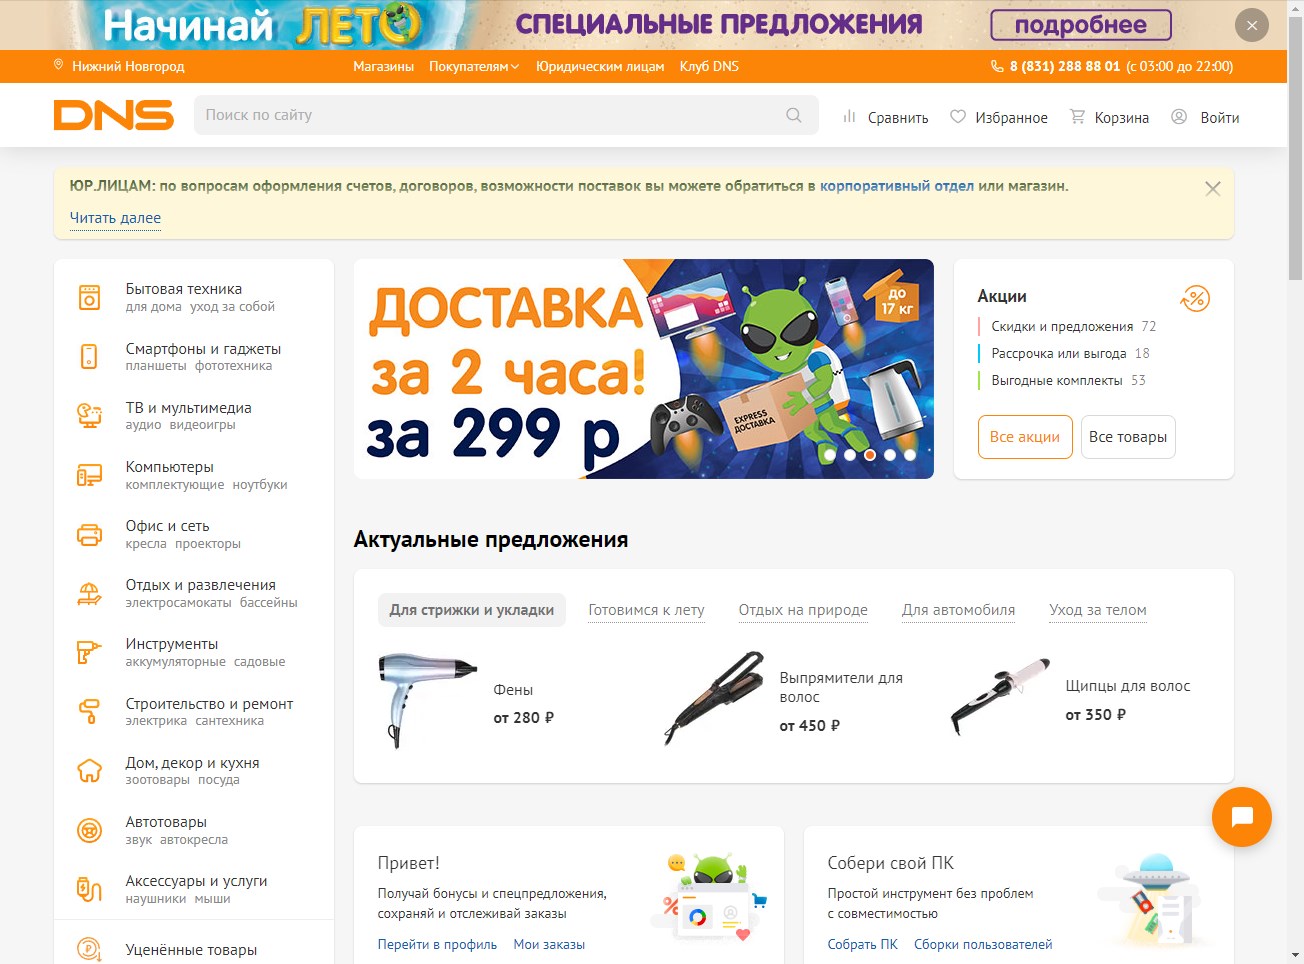 Начинай ЛЕТО СПЕЦИАЛЬНЫЕ ПРЕДЛОЖЕНИЯ подробнее
Нижний Новгород Магазины Покупателям Юридическим лицам Клуб DNS 8 (831) 288 88 01 (с 03:00 до 22:00)
DNS Поиск по сайту Сравнить Избранное Корзина Войти
ЮР.ЛИЦАМ: по вопросам оформления счетов, договоров, возможности поставок вы можете обратиться в корпоративный отдел или магазин.
Читать далее
Бытовая техника
для дома уход за собой
Смартфоны и гаджеты
планшеты фототехника
ТВ и мультимедиа
аудио видеоигры
Компьютеры
комплектующие ноутбуки
Офис и сеть
кресла проекторы
Отдых и развлечения
электросамокаты бассейны
Инструменты
аккумуляторные садовые
Строительство и ремонт
электрика сантехника
Дом, декор и кухня
зоотовары посуда
Автотовары
звук автокресла
Аксессуары и услуги
наушники мыши
Уценённые товары
ДОСТАВКА
за 2 часа!
за 299 р
до
17 кг
EXPRESS
ДОСТАВКА
Акции
Скидки и предложения 72
Рассрочка или выгода 18
Выгодные комплекты 53
Все акции Все товары
Актуальные предложения
Для стрижки и укладки Готовимся к лету Отдых на природе Для автомобиля Уход за телом
Фены
от 280 ₽
Выпрямители для
волос
от 450 ₽
Щипцы для волос
от 350 ₽
Привет!
Получай бонусы и спецпредложения,
сохраняй и отслеживай заказы
Перейти в профиль Мои заказы
Собери свой ПК
Простой инструмент без проблем
с совместимостью
Собрать ПК Сборки пользователей